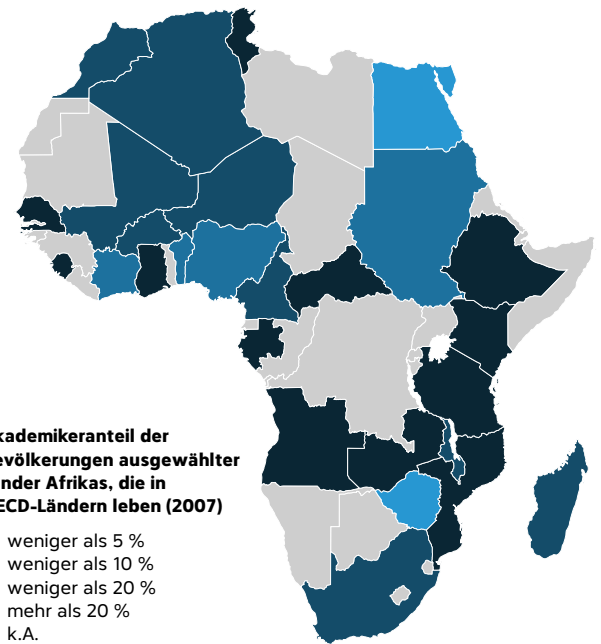 kademikeranteil der
evölkerungen ausgewählter
nder Afrikas, die in
ECD-Ländern leben (2007)
weniger als 5 %
weniger als 10 %
weniger als 20 %
mehr als 20 %
k.A.